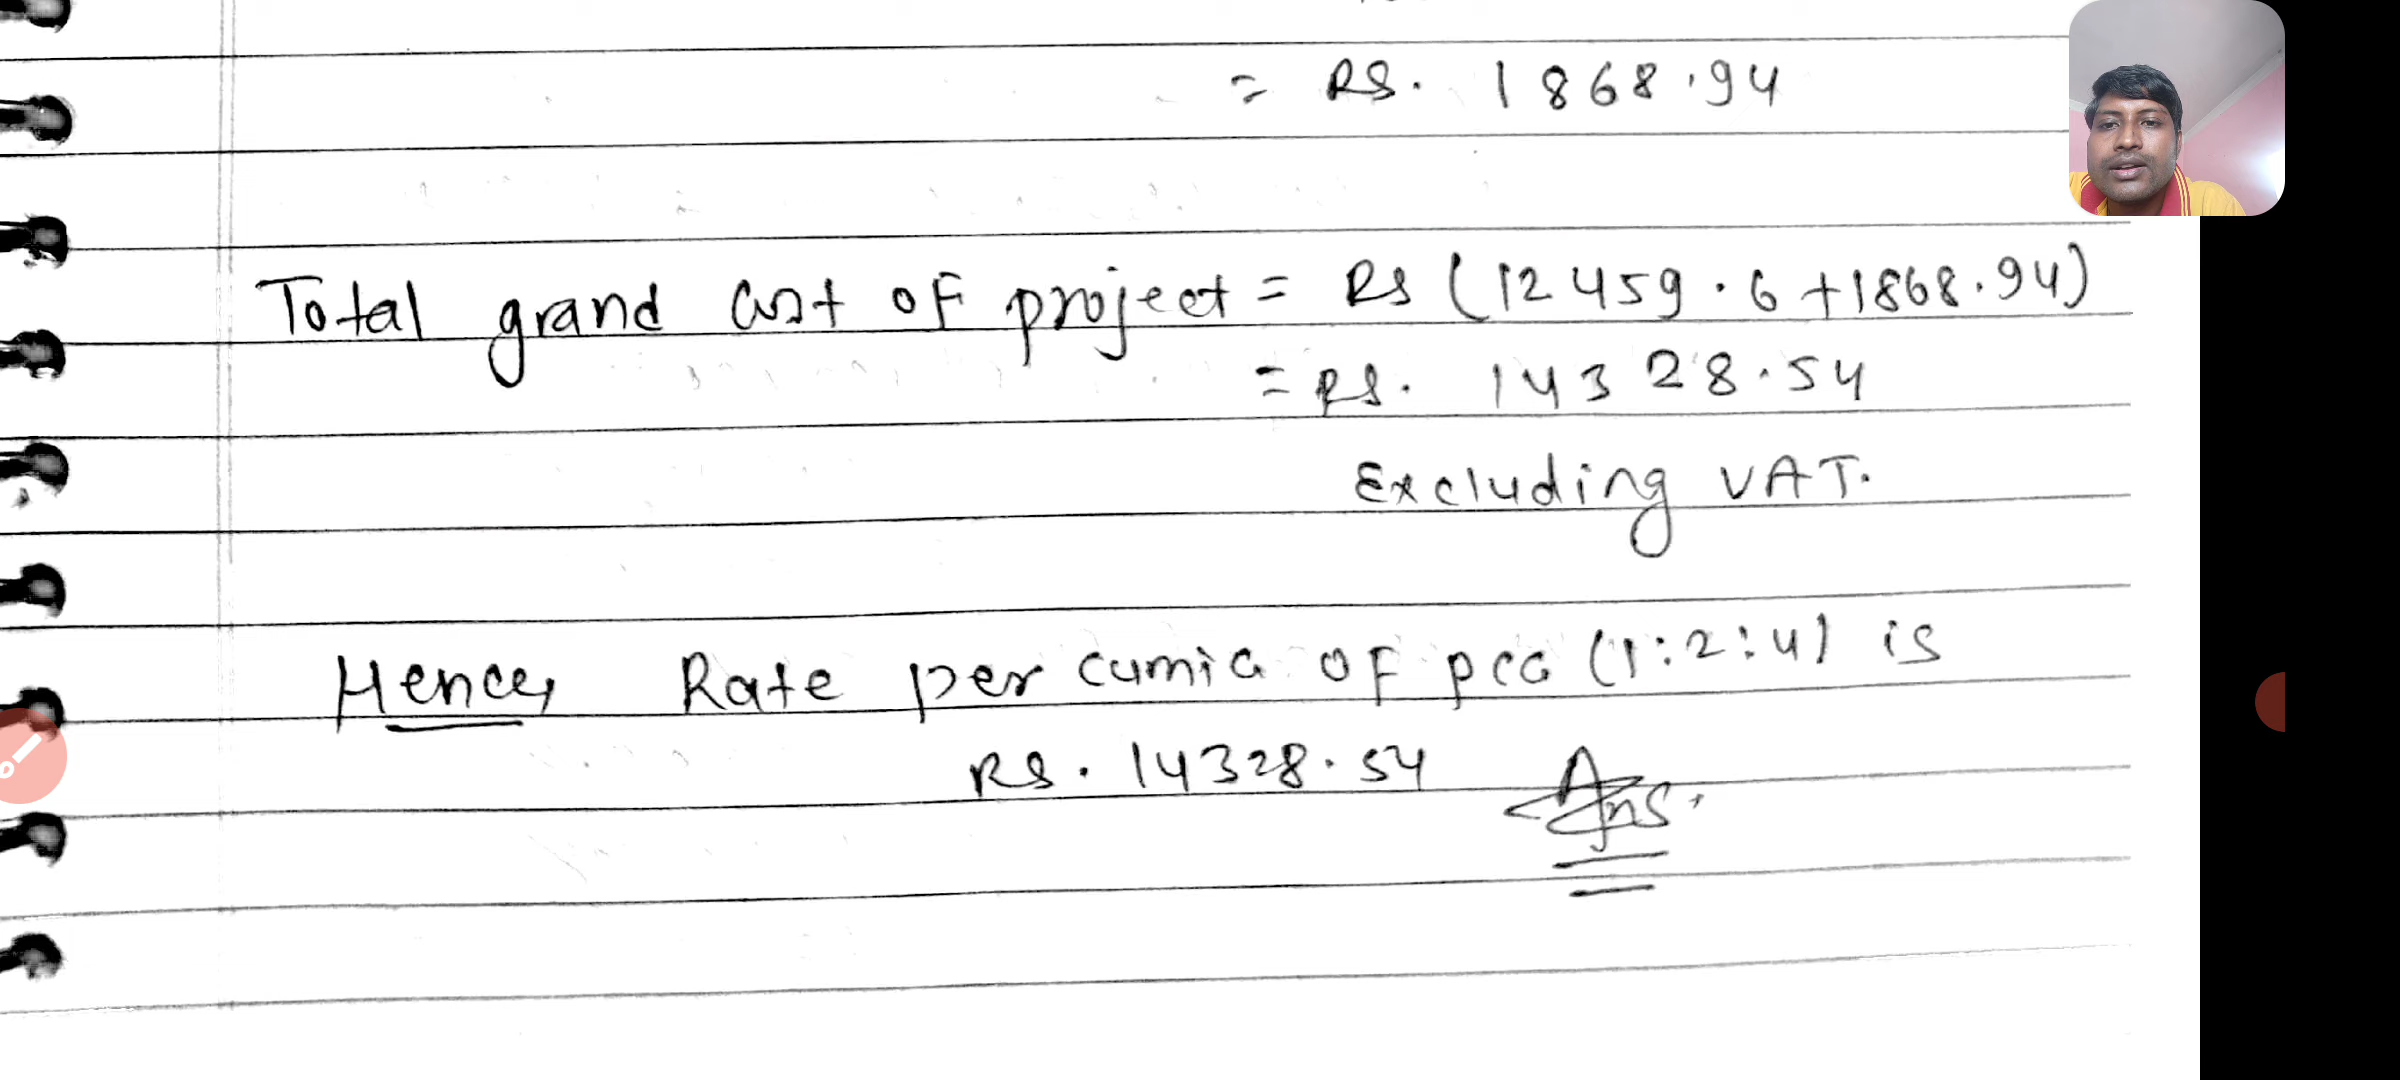 = RS. 1868.94
Total grand cost of project = RS (12459.6+1868.94)
= RS. 14328.54
Excluding VAT.
Hence, Rate per cumic of pcc (1:2:4) is
RS. 14328.54 Ans.